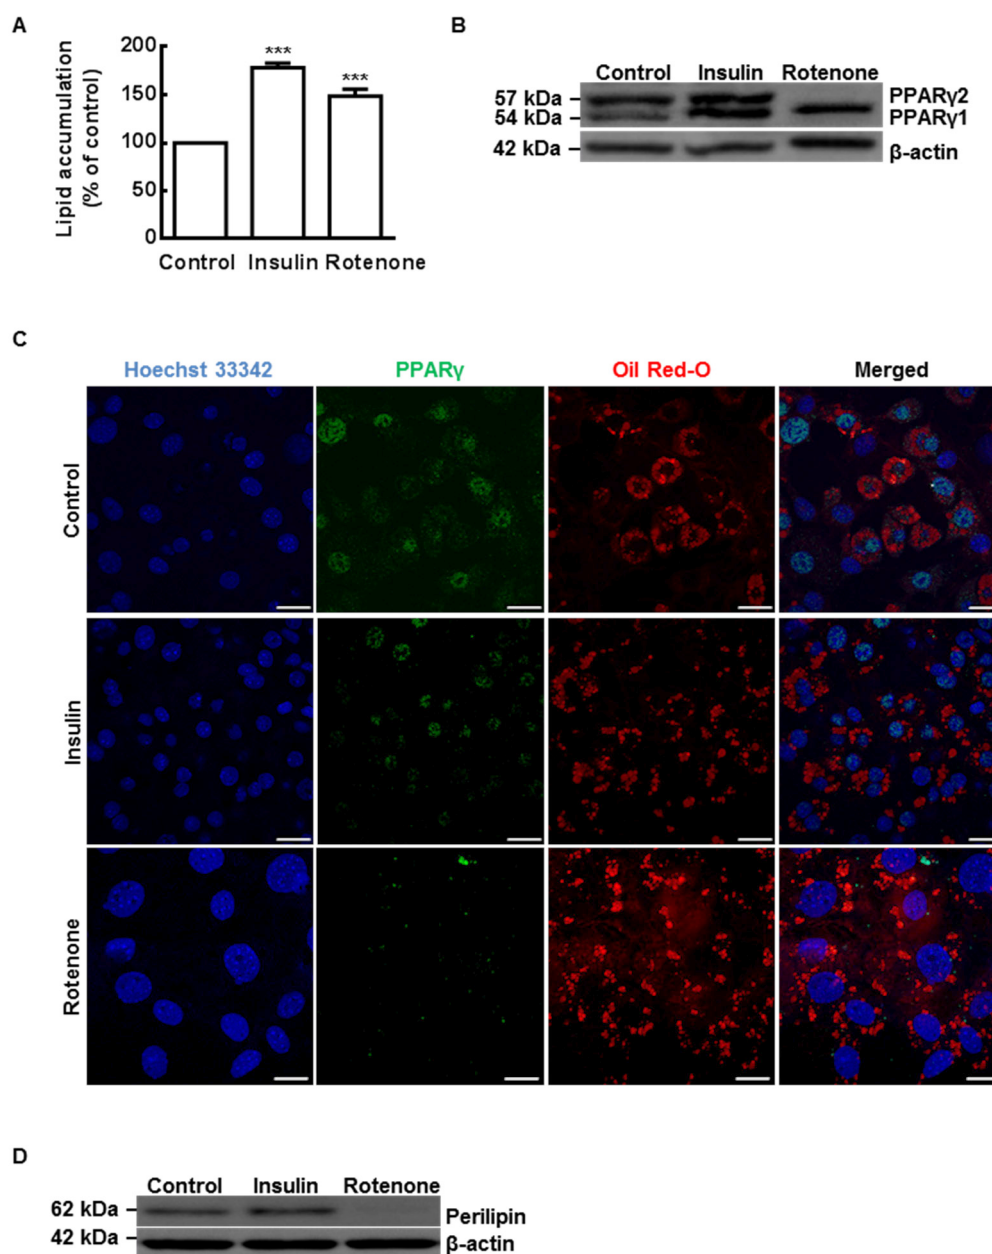 A
Lipid accumulation
(% of control)
200
150
100
50
0
***
***
Control Insulin Rotenone
B
Control Insulin Rotenone
57 kDa
54 kDa
42 kDa
PPARγ2
PPARγ1
β-actin
C
Hoechst 33342 PPARγ Oil Red-O Merged
Control
Insulin
Rotenone
D
Control Insulin Rotenone
62 kDa
42 kDa
Perilipin
β-actin